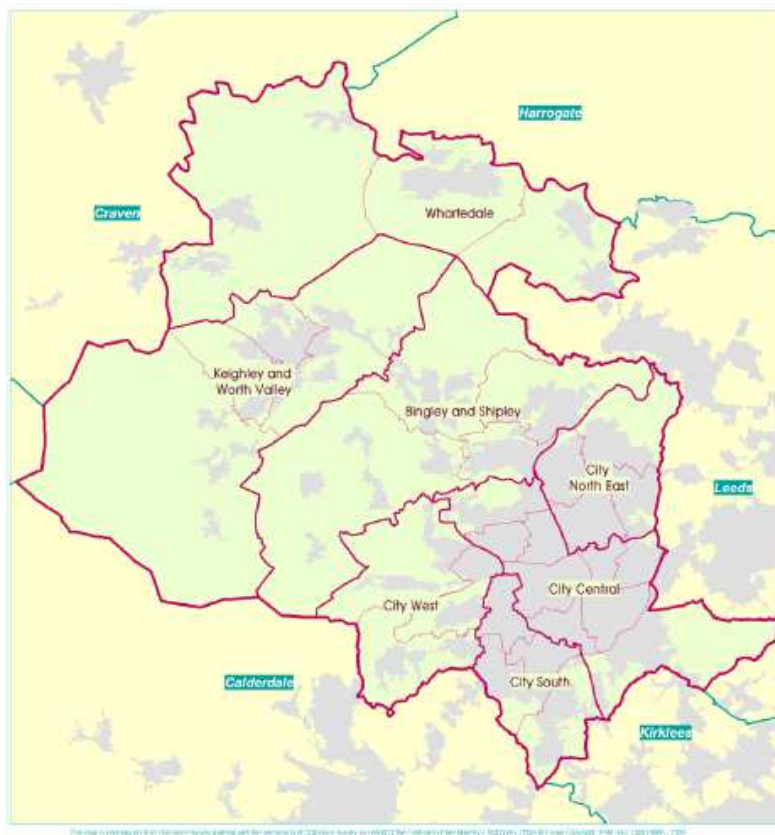 Harrogate
Craven
Wharfedale
Keighley and
Worth Valley
Bingley and Shipley
City
North East
Leeds
City West
City Central
Calderdale
City South
Kirklees